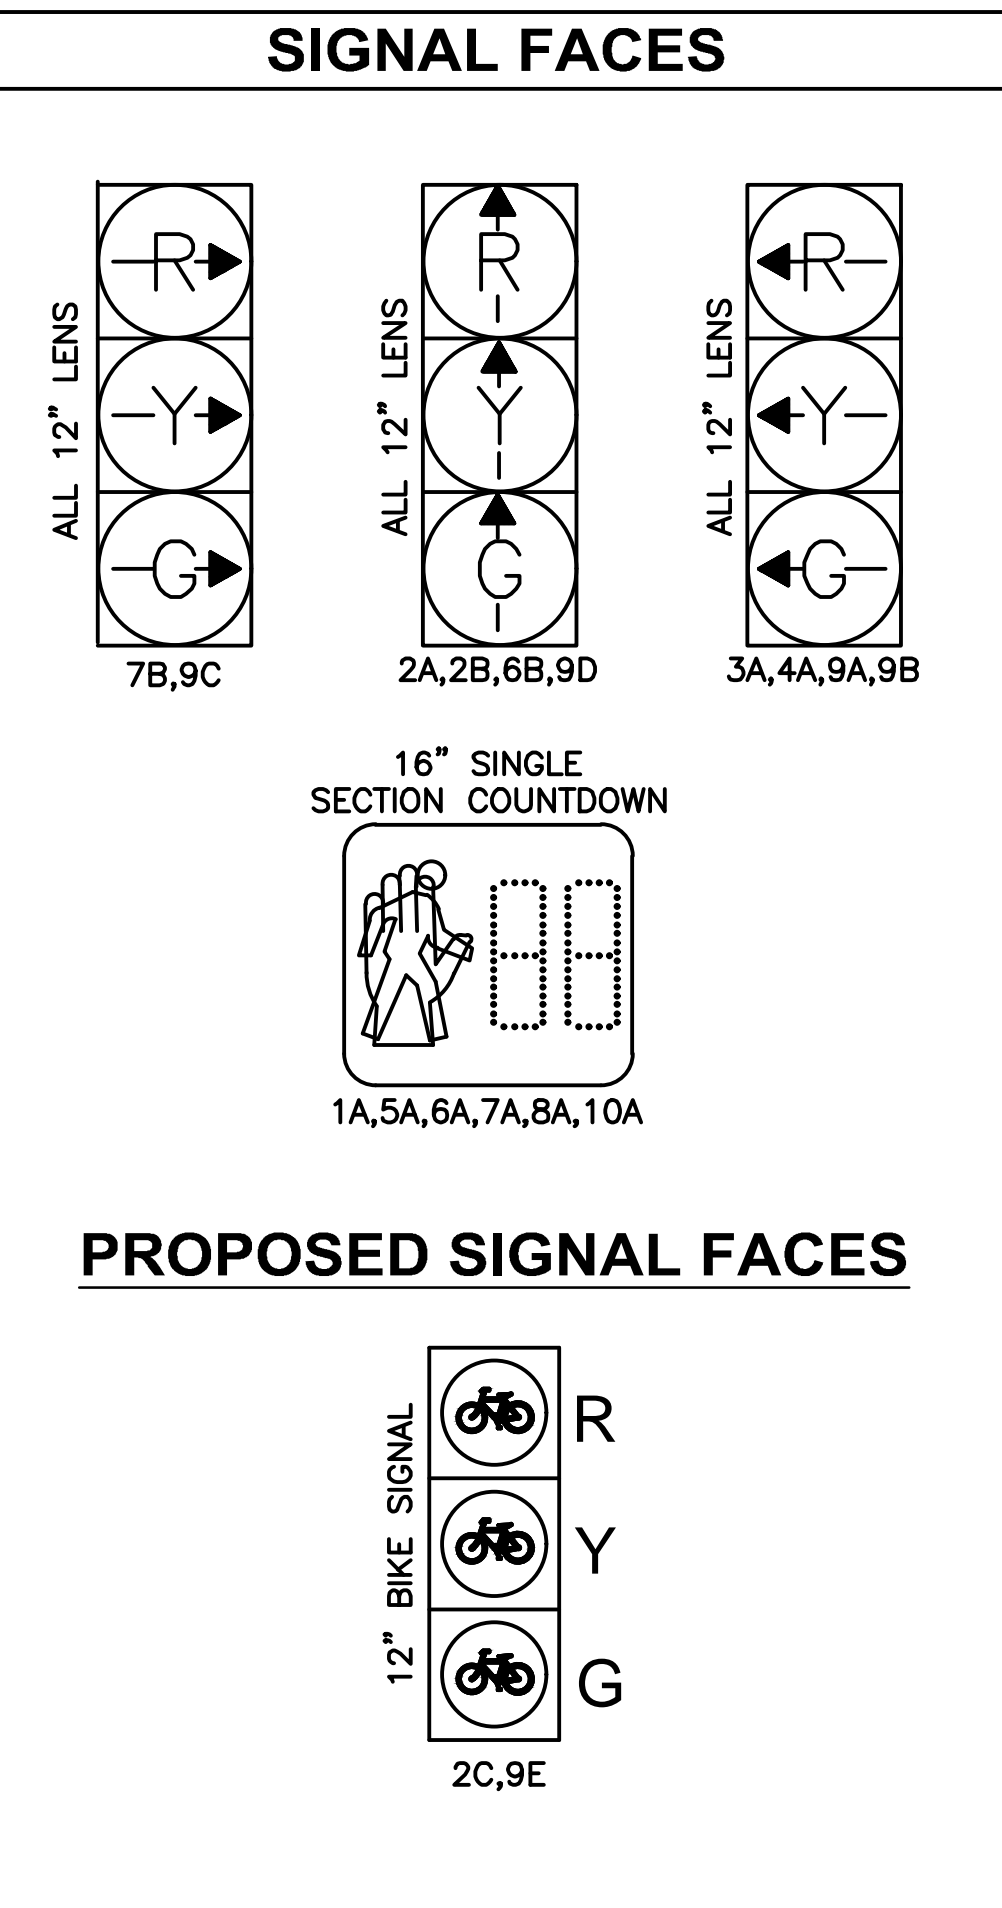 SIGNAL FACES
ALL 12” LENS
R
Y
G
7B,9C
ALL 12” LENS
R
Y
G
2A,2B,6B,9D
ALL 12” LENS
R
Y
G
3A,4A,9A,9B
16” SINGLE
SECTION COUNTDOWN
88
1A,5A,6A,7A,8A,10A
PROPOSED SIGNAL FACES
12” BIKE SIGNAL
R
Y
G
2C,9E